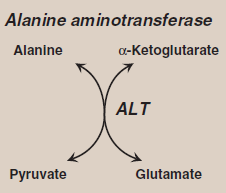 Alanine aminotransferase
Alanine α-Ketoglutarate
ALT
Pyruvate Glutamate